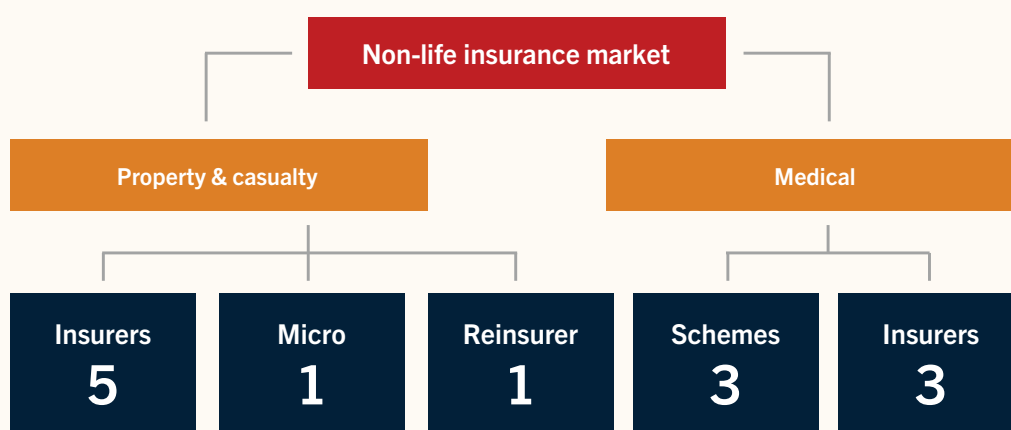 Non-life insurance market
Property & casualty
Medical
Insurers
5
Micro
1
Reinsurer
1
Schemes
3
Insurers
3